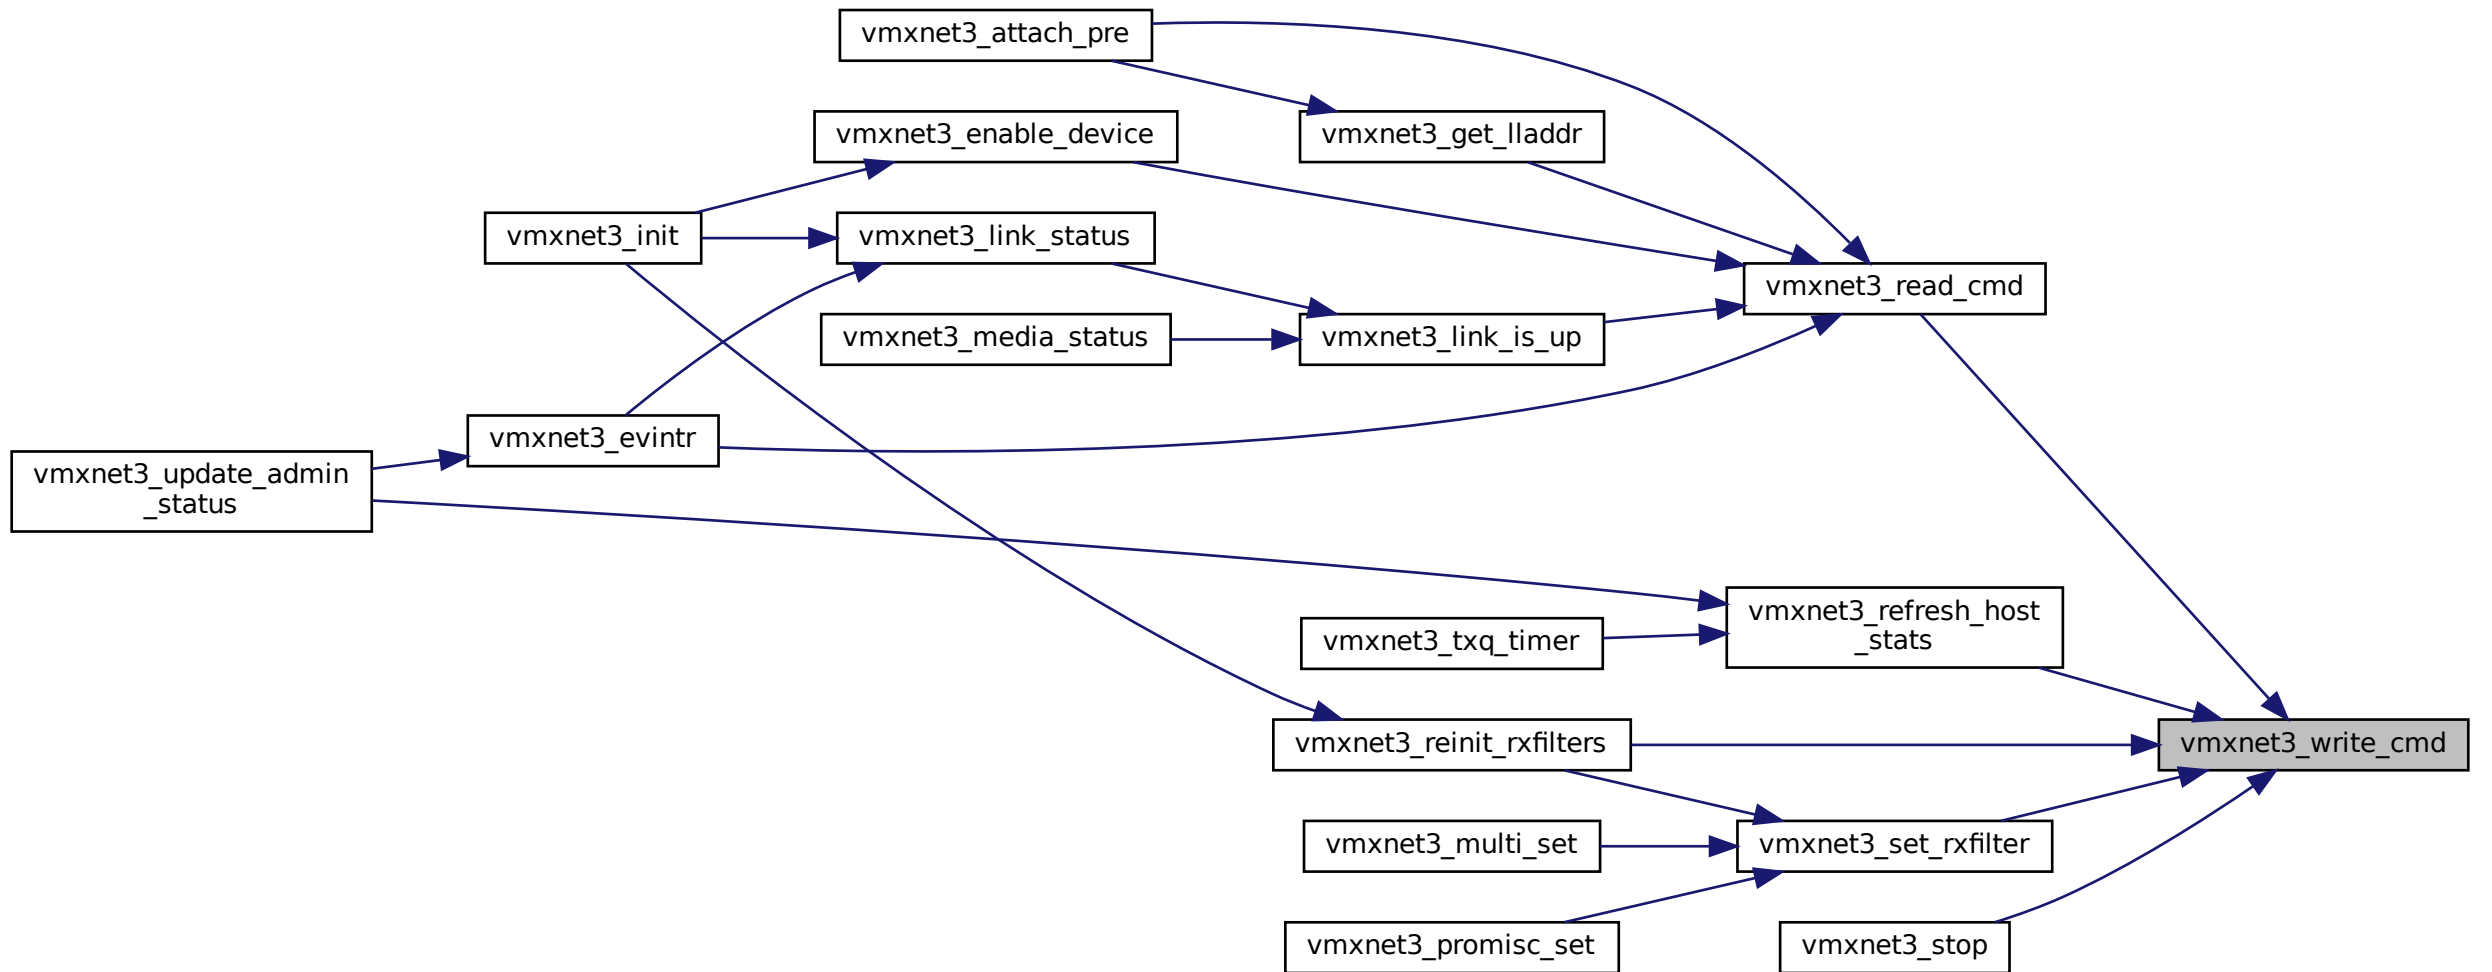 vmxnet3_attach_pre
vmxnet3_enable_device
vmxnet3_get_lladdr
vmxnet3_init
vmxnet3_link_status
vmxnet3_read_cmd
vmxnet3_media_status
vmxnet3_link_is_up
vmxnet3_evintr
vmxnet3_update_admin
_status
vmxnet3_refresh_host
_stats
vmxnet3_txq_timer
vmxnet3_reinit_rxfilters
vmxnet3_write_cmd
vmxnet3_multi_set
vmxnet3_set_rxfilter
vmxnet3_promisc_set
vmxnet3_stop